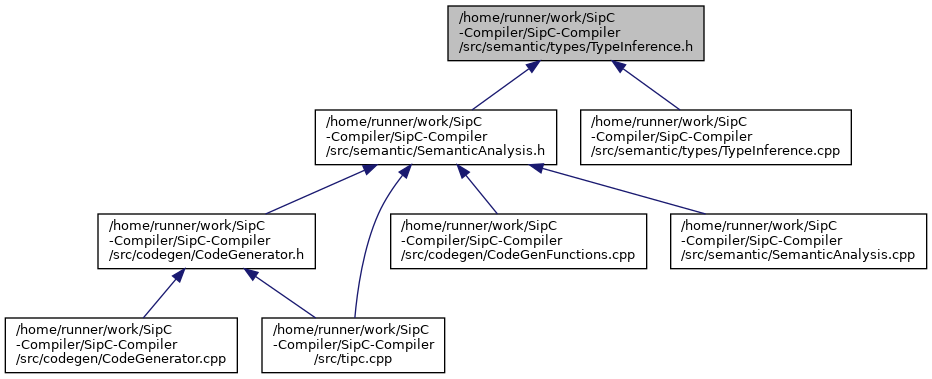 /home/runner/work/SipC
-Compiler/SipC-Compiler
/src/semantic/types/TypeInference.h
/home/runner/work/SipC
-Compiler/SipC-Compiler
/src/semantic/SemanticAnalysis.h
/home/runner/work/SipC
-Compiler/SipC-Compiler
/src/semantic/types/TypeInference.cpp
/home/runner/work/SipC
-Compiler/SipC-Compiler
/src/codegen/CodeGenerator.h
/home/runner/work/SipC
-Compiler/SipC-Compiler
/src/codegen/CodeGenFunctions.cpp
/home/runner/work/SipC
-Compiler/SipC-Compiler
/src/semantic/SemanticAnalysis.cpp
/home/runner/work/SipC
-Compiler/SipC-Compiler
/src/codegen/CodeGenerator.cpp
/home/runner/work/SipC
-Compiler/SipC-Compiler
/src/tipc.cpp